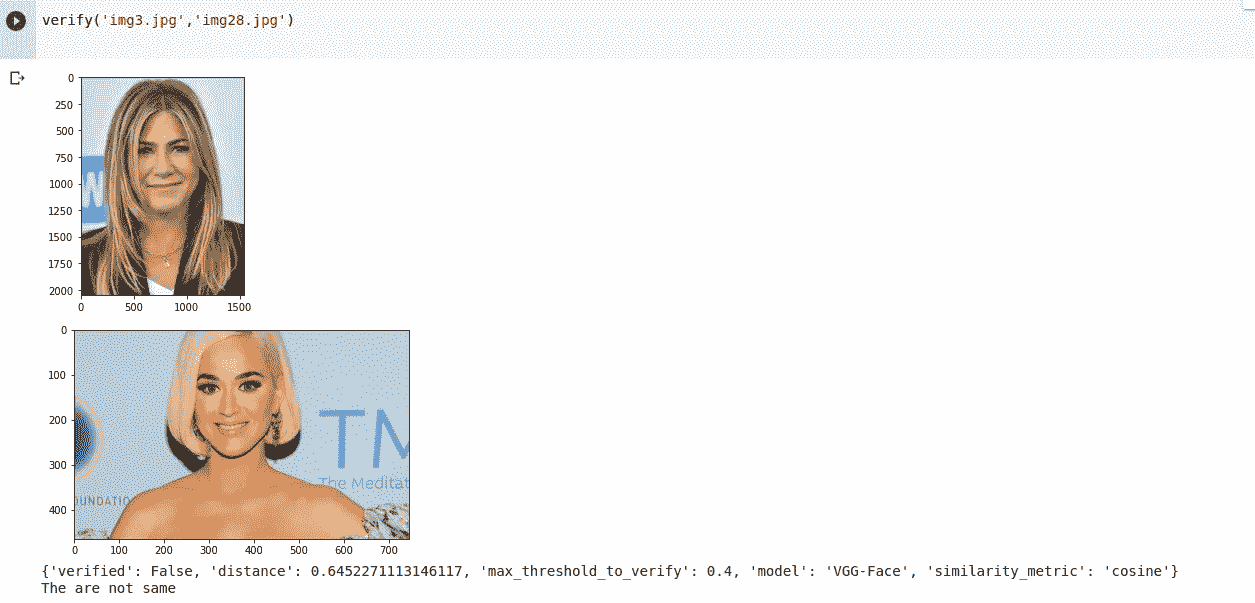 verify('img3.jpg','img28.jpg')
0
250
500
750
1000
1250
1500
1750
2000
0 500 1000 1500
W
0
100
200
300
400
TM
The Meditat
OUNDATIO
0 100 200 300 400 500 600 700
{'verified': False, 'distance': 0.6452271113146117, 'max_threshold_to_verify': 0.4, 'model': 'VGG-Face', 'similarity_metric': 'cosine'}
The are not same